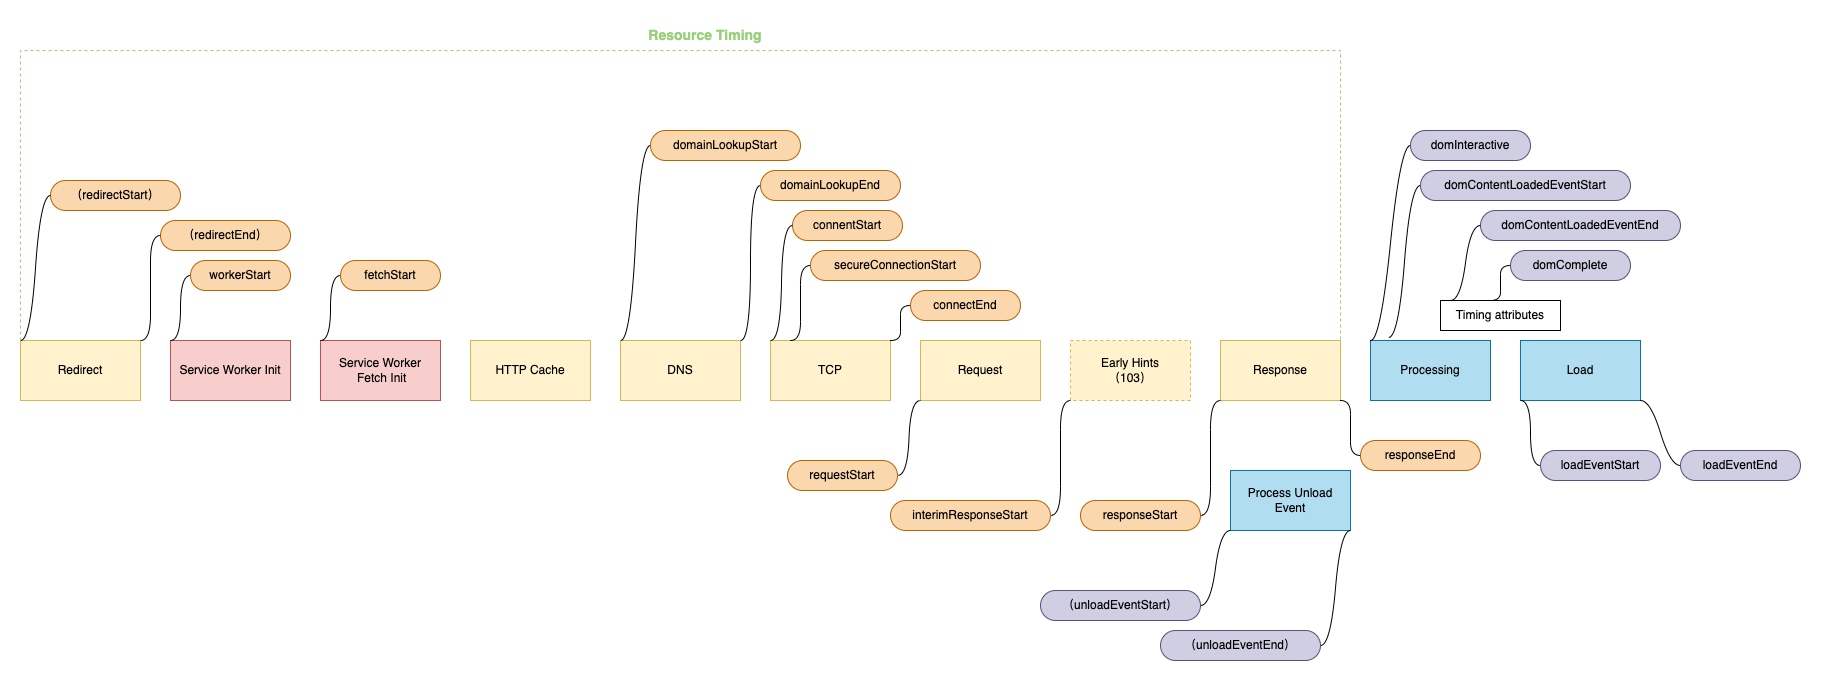 Resource Timing
domainLookupStart
domInteractive
(redirectStart)
domainLookupEnd
domContentLoadedEventStart
(redirectEnd)
connentStart
domContentLoadedEventEnd
workerStart
fetchStart
secureConnectionStart
domComplete
connectEnd
Timing attributes
Redirect
Service Worker Init
Service Worker
Fetch Init
HTTP Cache
DNS
TCP
Request
Early Hints
(103)
Response
Processing
Load
requestStart
responseEnd
loadEventStart
loadEventEnd
interimResponseStart
responseStart
Process Unload
Event
(unloadEventStart)
(unloadEventEnd)